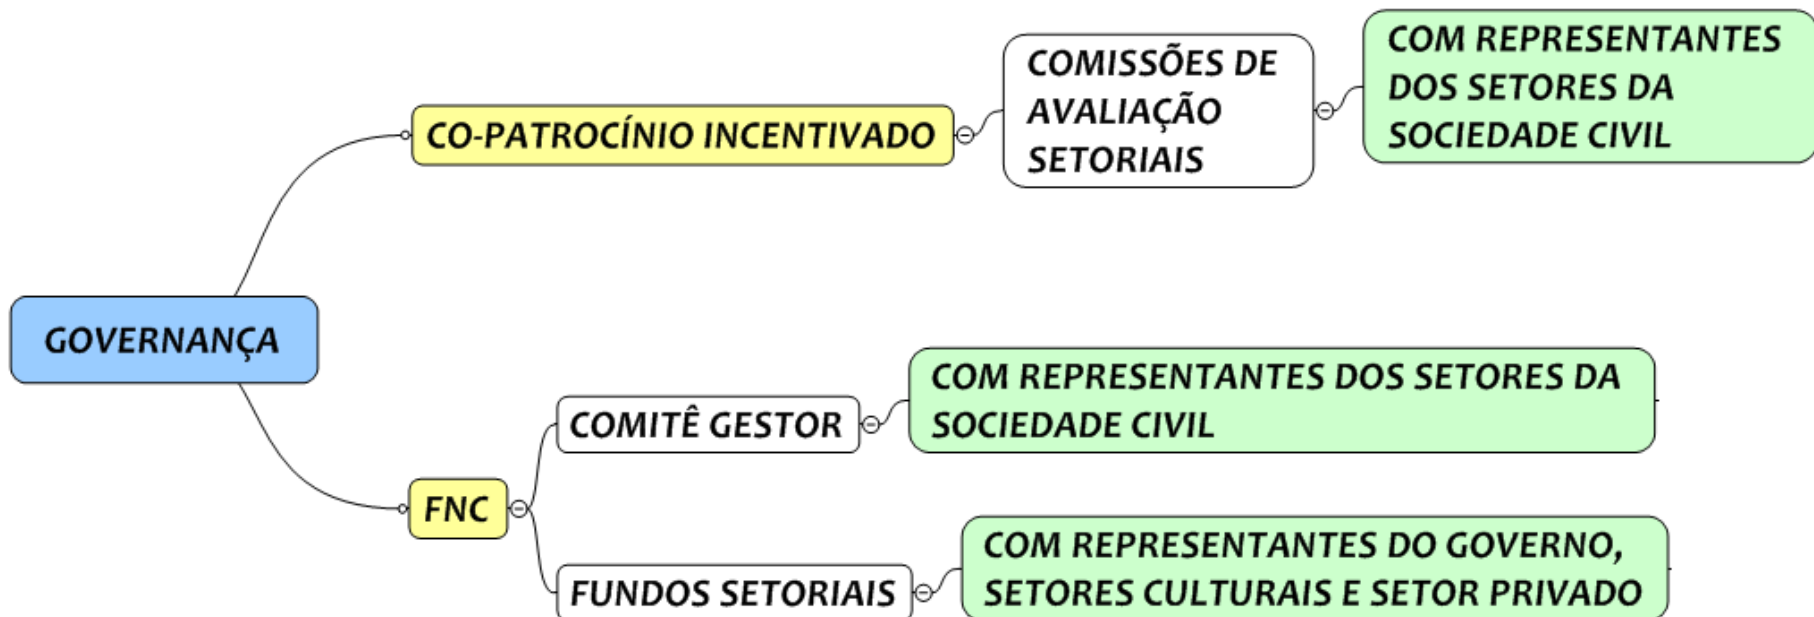 CO-PATROCÍNIO INCENTIVADO
COMISSÕES DE
AVALIAÇÃO
SETORIAIS
COM REPRESENTANTES
DOS SETORES DA
SOCIEDADE CIVIL
GOVERNANÇA
FNC
COMITÊ GESTOR
COM REPRESENTANTES DOS SETORES DA
SOCIEDADE CIVIL
FUNDOS SETORIAIS
COM REPRESENTANTES DO GOVERNO,
SETORES CULTURAIS E SETOR PRIVADO